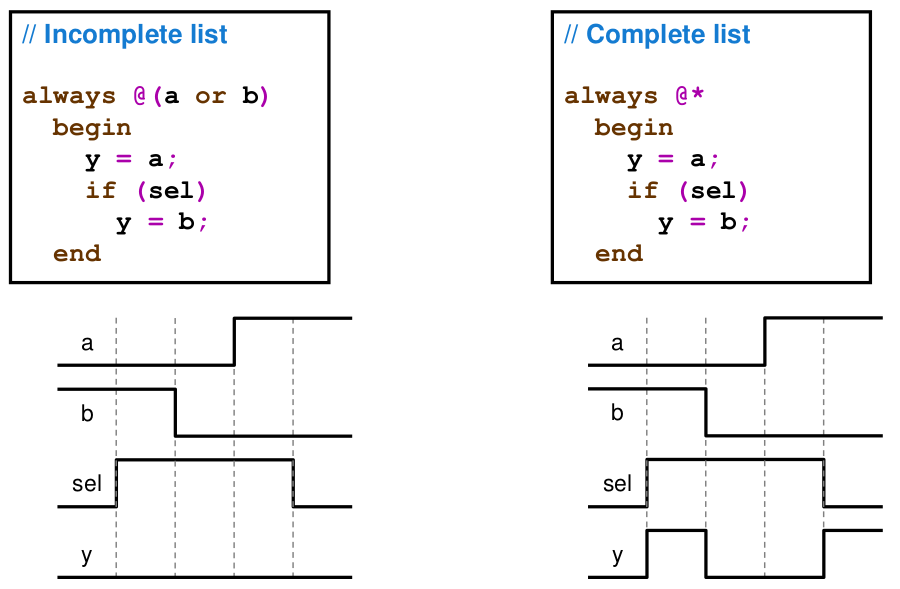 // Incomplete list
always @(a or b)
begin
y = a;
if (sel)
y = b;
end
a
b
sel
y
// Complete list
always @*
begin
y = a;
if (sel)
y = b;
end
a
b
sel
y